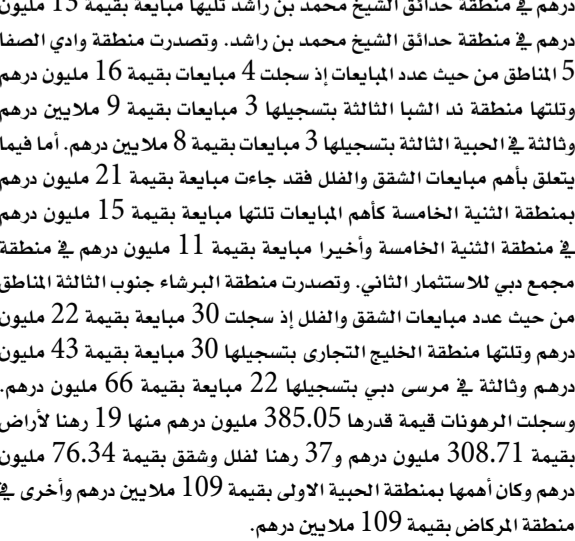 درهم في منطقة حدائق الشيخ محمد بن راشد تليها مبايعة بقيمة 15 مليون
درهم في منطقة حدائق الشيخ محمد بن راشد. وتصدرت منطقة وادي الصفا
5 المناطق من حيث عدد المبايعات إذ سجلت 4 مبايعات بقيمة 16 مليون درهم
وتلتها منطقة ند الشبا الثالثة بتسجيلها 3 مبايعات بقيمة 9 ملايين درهم
وثالثة في الحبية الثالثة بتسجيلها 3 مبايعات بقيمة 8 ملايين درهم. أما فيما
يتعلق بأهم مبايعات الشقق والفلل فقد جاءت مبايعة بقيمة 21 مليون درهم
بمنطقة الثنية الخامسة كأهم المبايعات تلتها مبايعة بقيمة 15 مليون درهم
في منطقة الثنية الخامسة وأخيرا مبايعة بقيمة 11 مليون درهم في منطقة
مجمع دبي للاستثمار الثاني. وتصدرت منطقة البرشاء جنوب الثالثة المناطق
من حيث عدد مبايعات الشقق والفلل إذ سجلت 30 مبايعة بقيمة 22 مليون
درهم وتلتها منطقة الخليج التجارى بتسجيلها 30 مبايعة بقيمة 43 مليون
درهم وثالثة في مرسى دبي بتسجيلها 22 مبايعة بقيمة 66 مليون درهم.
وسجلت الرهونات قيمة قدرها 385.05 مليون درهم منها 19 رهنا لأراض
بقيمة 308.71 مليون درهم و37 رهنا لفلل وشقق بقيمة 76.34 مليون
درهم وكان أهمها بمنطقة الحبية الاولى بقيمة 109 ملايين درهم وأخرى في
منطقة المركاض بقيمة 109 ملايين درهم.